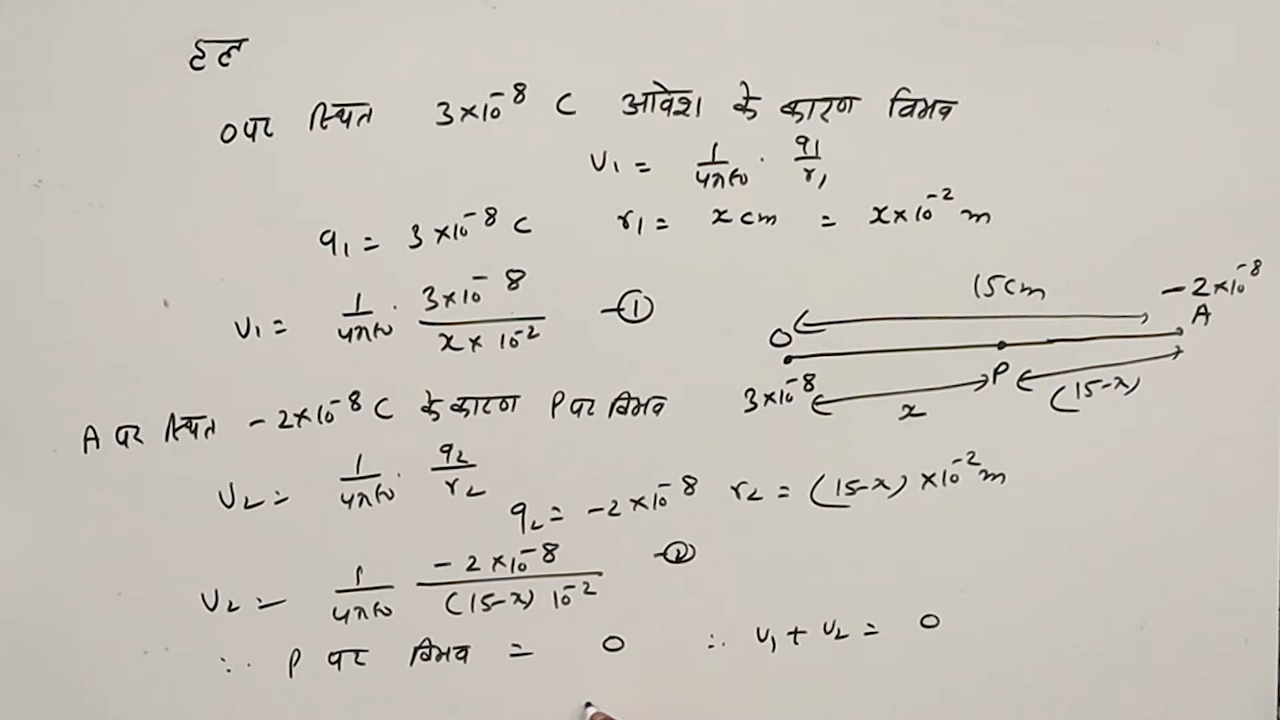 हल
O पर स्थित 3×10⁻⁸ C आवेश के कारण विभव
V₁ = 1/4πε₀ · q₁/r₁
q₁ = 3×10⁻⁸ C r₁ = x cm = x×10⁻² m
V₁ = 1/4πε₀ · 3×10⁻⁸/x×10⁻² —①
15cm
-2×10⁻⁸
O A
P
3×10⁻⁸ x (15-x)
A पर स्थित -2×10⁻⁸ C के कारण P पर विभव
V₂ = 1/4πε₀ · q₂/r₂
q₂ = -2×10⁻⁸ r₂ = (15-x) ×10⁻² m
V₂ = 1/4πε₀ -2×10⁻⁸/(15-x) 10⁻² —②
∴ P पर विभव = 0 ∴ V₁ + V₂ = 0